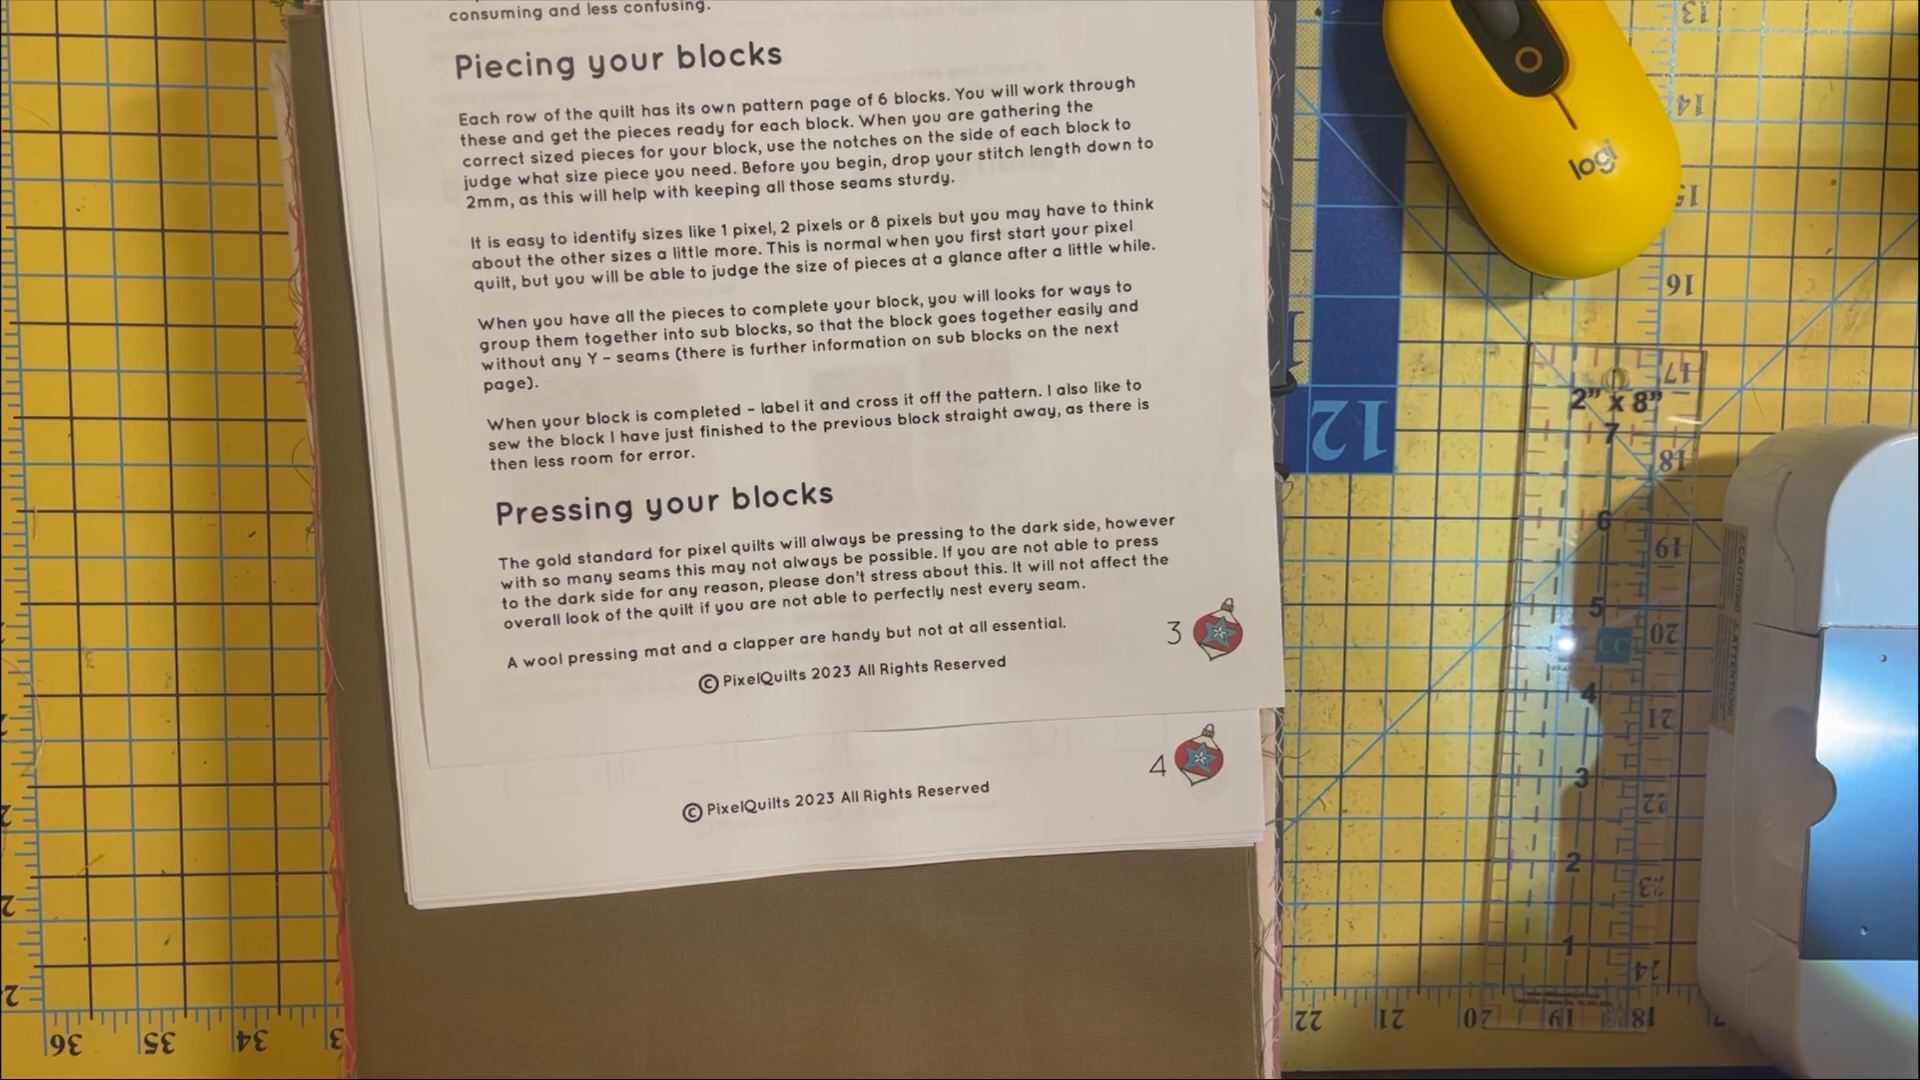 consuming and less confusing.
Piecing your blocks
Each row of the quilt has its own pattern page of 6 blocks. You will work through
these and get the pieces ready for each block. When you are gathering the
correct sized pieces for your block, use the notches on the side of each block to
judge what size piece you need. Before you begin, drop your stitch length down to
2mm, as this will help with keeping all those seams sturdy.
It is easy to identify sizes like 1 pixel, 2 pixels or 8 pixels but you may have to think
about the other sizes a little more. This is normal when you first start your pixel
quilt, but you will be able to judge the size of pieces at a glance after a little while.
When you have all the pieces to complete your block, you will looks for ways to
group them together into sub blocks, so that the block goes together easily and
without any Y - seams (there is further information on sub blocks on the next
page).
When your block is completed - label it and cross it off the pattern. I also like to
sew the block I have just finished to the previous block straight away, as there is
then less room for error.
Pressing your blocks
The gold standard for pixel quilts will always be pressing to the dark side, however
with so many seams this may not always be possible. If you are not able to press
to the dark side for any reason, please don't stress about this. It will not affect the
overall look of the quilt if you are not able to perfectly nest every seam.
A wool pressing mat and a clapper are handy but not at all essential.
© PixelQuilts 2023 All Rights Reserved
3
4
© PixelQuilts 2023 All Rights Reserved
logi
12
2" x 8"
7
6
5
4
3
2
1
13
14
15
16
17
18
19
20
21
22
23
24
36
35
34
22
21
20
19
18